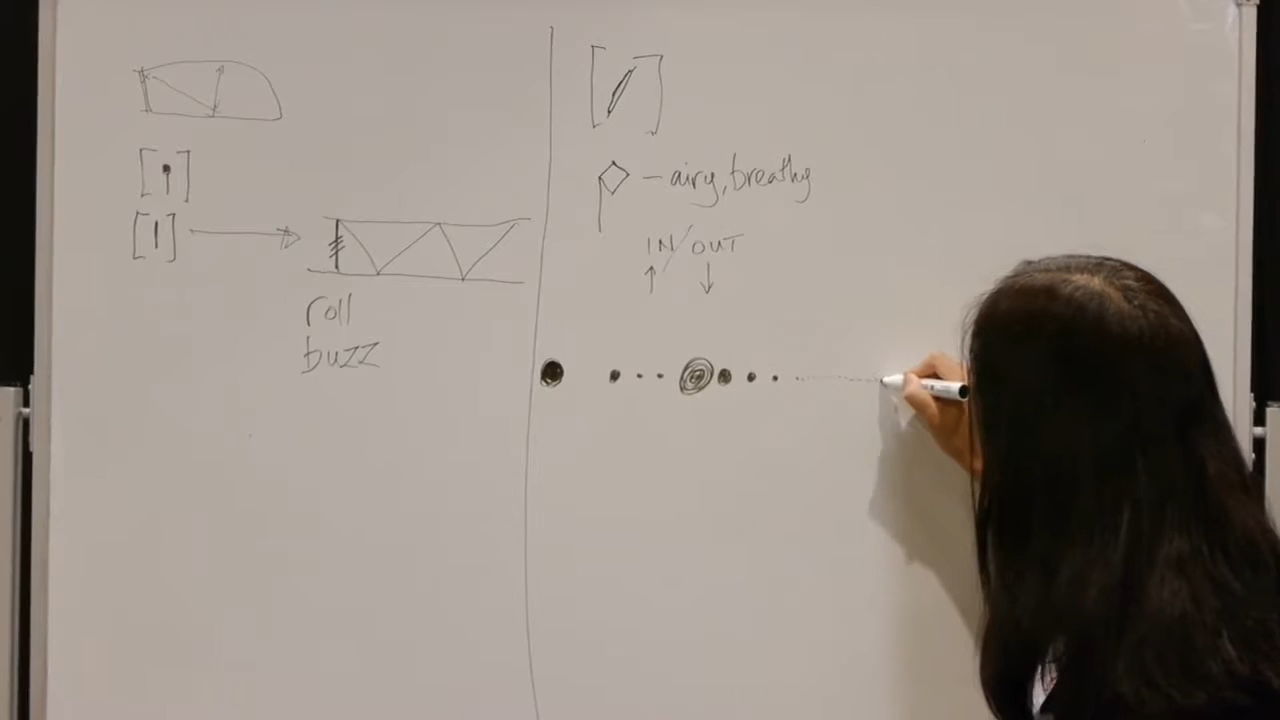 roll
buzz
– airy, breathy
IN/OUT